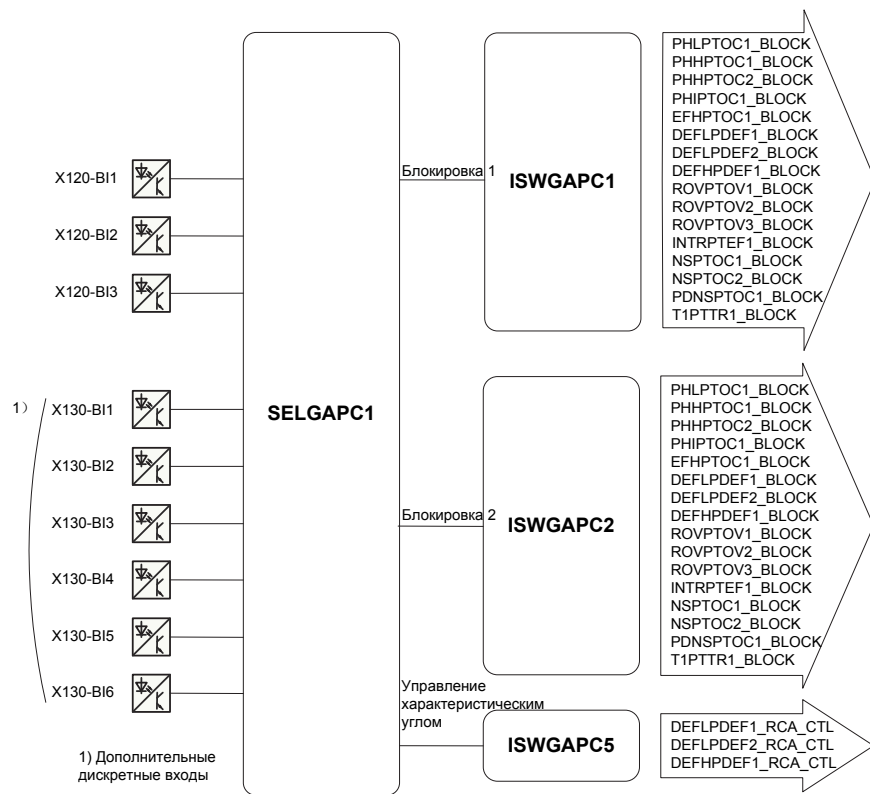 X120-BI1
X120-BI2
X120-BI3
1)
X130-BI1
X130-BI2
X130-BI3
X130-BI4
X130-BI5
X130-BI6
1) Дополнительные
дискретные входы
SELGAPC1
Блокировка 1
ISWGAPC1
PHLPTOC1_BLOCK
PHHPTOC1_BLOCK
PHHPTOC2_BLOCK
PHIPTOC1_BLOCK
EFHPTOC1_BLOCK
DEFLPDEF1_BLOCK
DEFLPDEF2_BLOCK
DEFHPDEF1_BLOCK
ROVPTOV1_BLOCK
ROVPTOV2_BLOCK
ROVPTOV3_BLOCK
INTRPTEF1_BLOCK
NSPTOC1_BLOCK
NSPTOC2_BLOCK
PDNSPTOC1_BLOCK
T1PTTR1_BLOCK
Блокировка 2
ISWGAPC2
PHLPTOC1_BLOCK
PHHPTOC1_BLOCK
PHHPTOC2_BLOCK
PHIPTOC1_BLOCK
EFHPTOC1_BLOCK
DEFLPDEF1_BLOCK
DEFLPDEF2_BLOCK
DEFHPDEF1_BLOCK
ROVPTOV1_BLOCK
ROVPTOV2_BLOCK
ROVPTOV3_BLOCK
INTRPTEF1_BLOCK
NSPTOC1_BLOCK
NSPTOC2_BLOCK
PDNSPTOC1_BLOCK
T1PTTR1_BLOCK
Управление
характеристическим
углом
ISWGAPC5
DEFLPDEF1_RCA_CTL
DEFLPDEF2_RCA_CTL
DEFHPDEF1_RCA_CTL